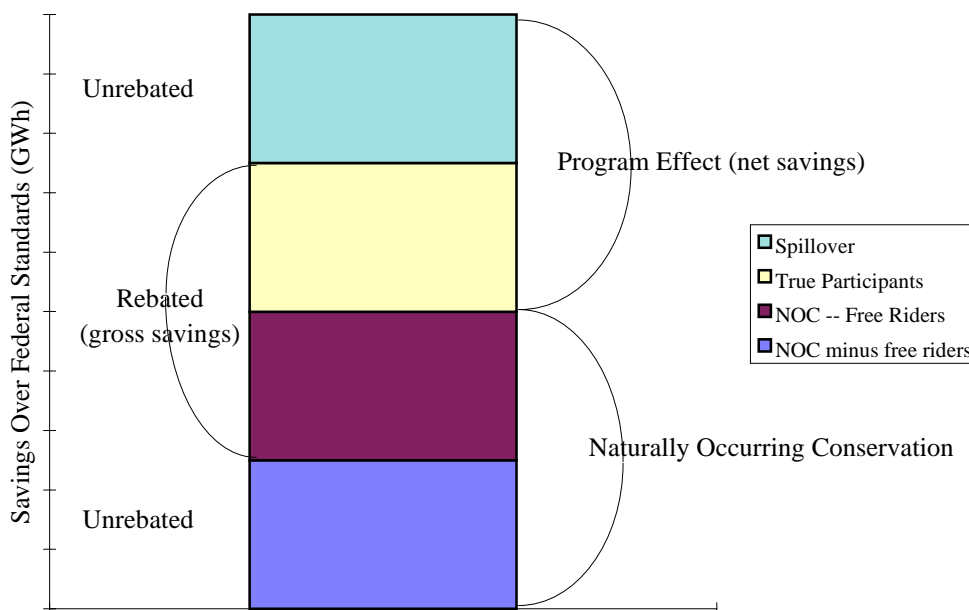 Savings Over Federal Standards (GWh)
Unrebated
Rebated
(gross savings)
Unrebated
Program Effect (net savings)
Naturally Occurring Conservation
Spillover
True Participants
NOC -- Free Riders
NOC minus free riders